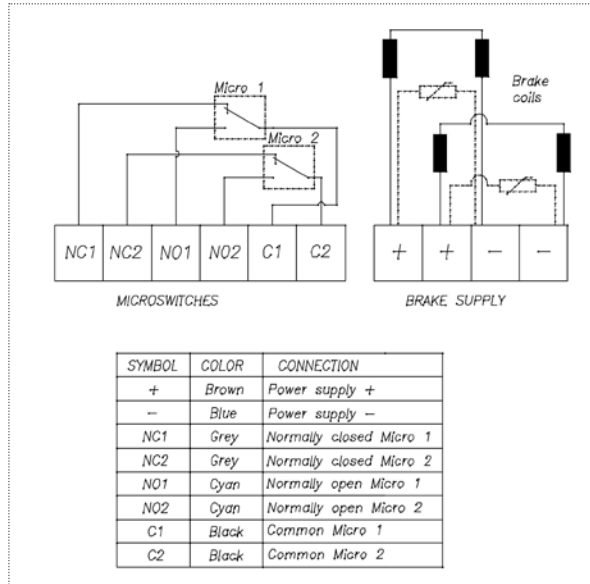 Micro 1
Micro 2
Brake
coils
NC1 NC2 NO1 NO2 C1 C2
+ + − −
MICROSWITCHES
BRAKE SUPPLY
SYMBOL COLOR CONNECTION
+ Brown Power supply +
− Blue Power supply −
NC1 Grey Normally closed Micro 1
NC2 Grey Normally closed Micro 2
NO1 Cyan Normally open Micro 1
NO2 Cyan Normally open Micro 2
C1 Black Common Micro 1
C2 Black Common Micro 2